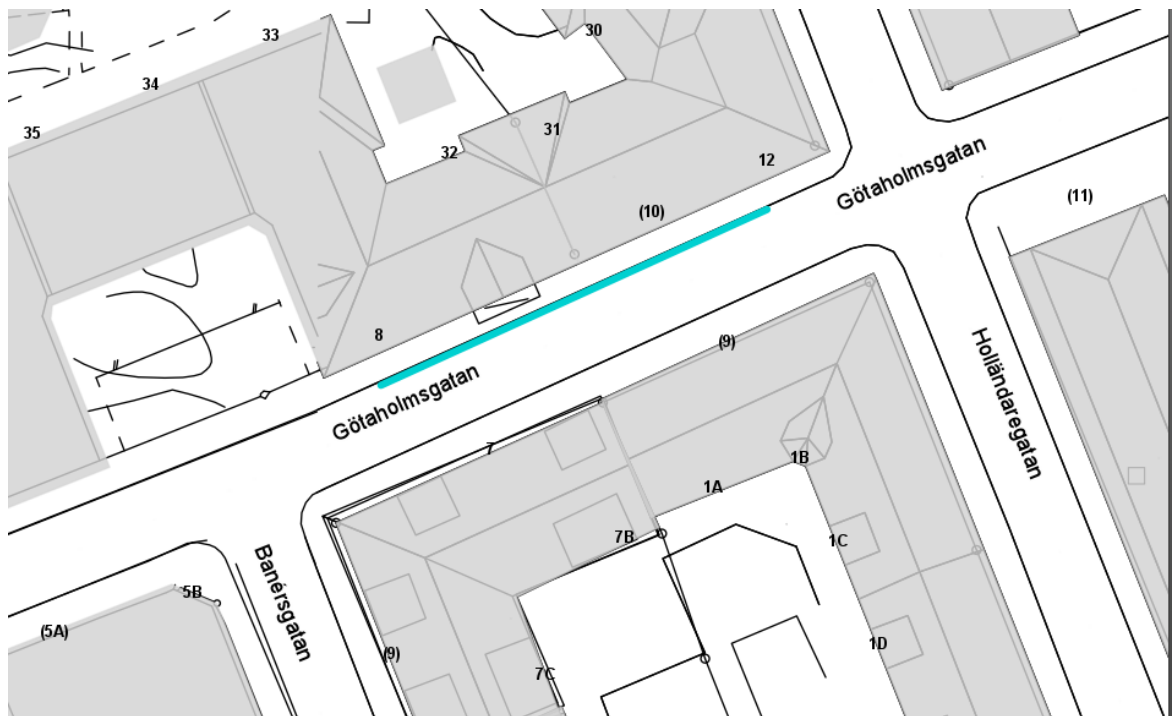 33
30
34
35
31
32
12
Götaholmsgatan
(11)
(10)
8
(9)
Holländaregatan
Götaholmsgatan
7
1B
1A
7B
1C
Banérsgatan
5B
(5A)
(9)
1D
7C